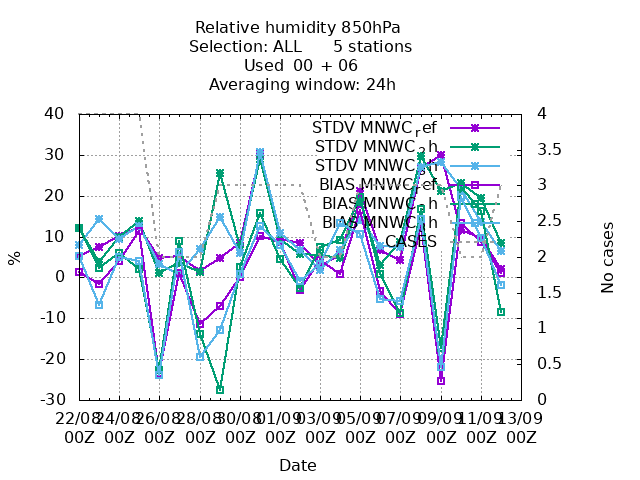 Relative humidity 850hPa
Selection: ALL 5 stations
Used 00 + 06
Averaging window: 24h
40 4
STDV MNWC_ref
STDV MNWC_2h
30 3.5
STDV MNWC_3h
BIAS MNWC_ref
20 3
BIAS MNWC_2h
BIAS MNWC_3h
10 2.5
CASES
0 2
-10 1.5
-20 1
0.5
-30 0
% No cases
22/08 24/08 26/08 28/08 30/08 01/09 03/09 05/09 07/09 09/09 11/09 13/09
00Z 00Z 00Z 00Z 00Z 00Z 00Z 00Z 00Z 00Z 00Z 00Z
Date